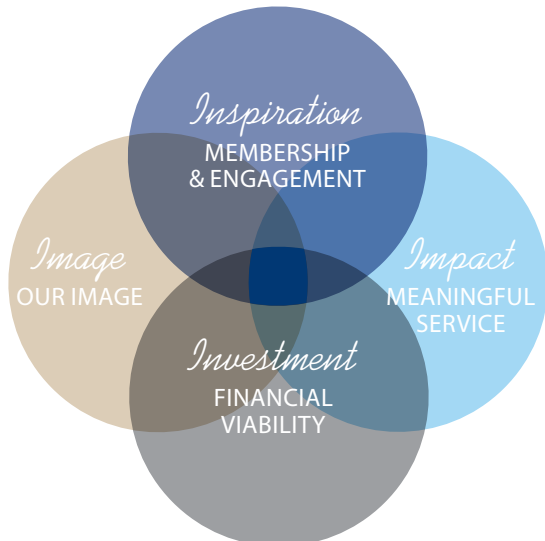 Inspiration
MEMBERSHIP
& ENGAGEMENT
Image
OUR IMAGE
Impact
MEANINGFUL
SERVICE
Investment
FINANCIAL
VIABILITY